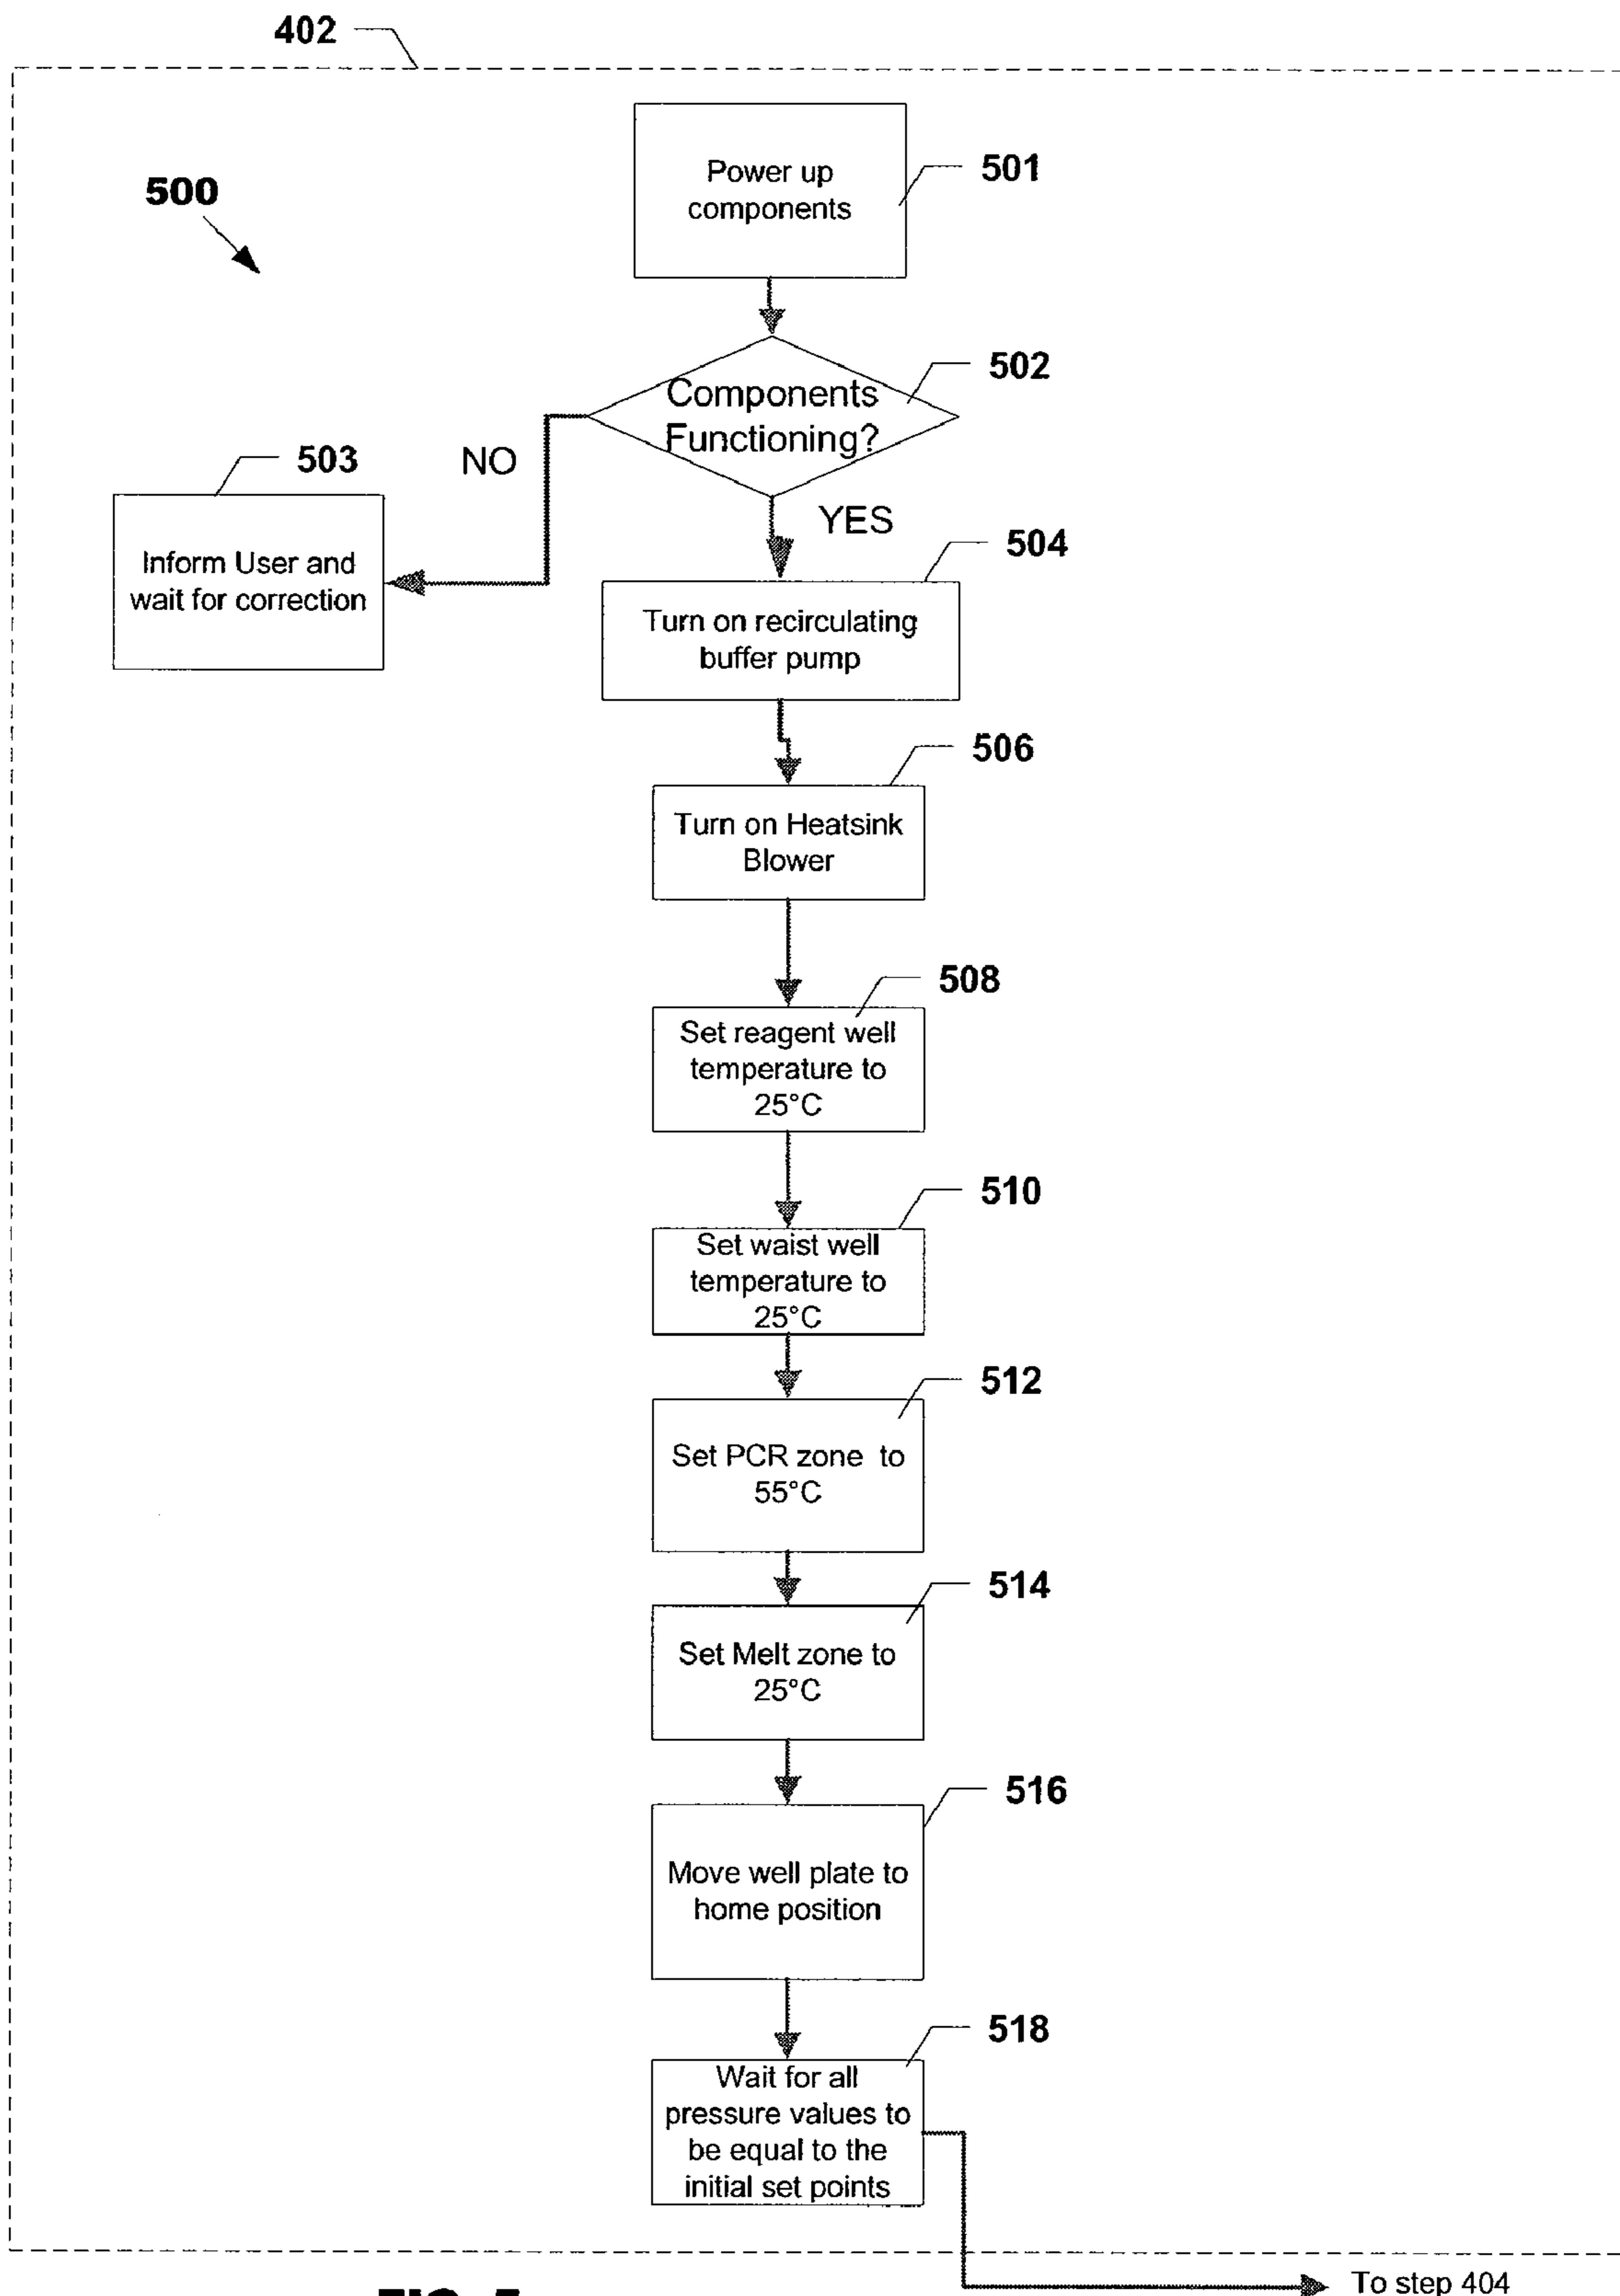 402
500
Power up
components
501
Components
Functioning?
502
NO
YES
503
Inform User and
wait for correction
504
Turn on recirculating
buffer pump
506
Turn on Heatsink
Blower
508
Set reagent well
temperature to
25°C
510
Set waist well
temperature to
25°C
512
Set PCR zone to
55°C
514
Set Melt zone to
25°C
516
Move well plate to
home position
518
Wait for all
pressure values to
be equal to the
initial set points
To step 404